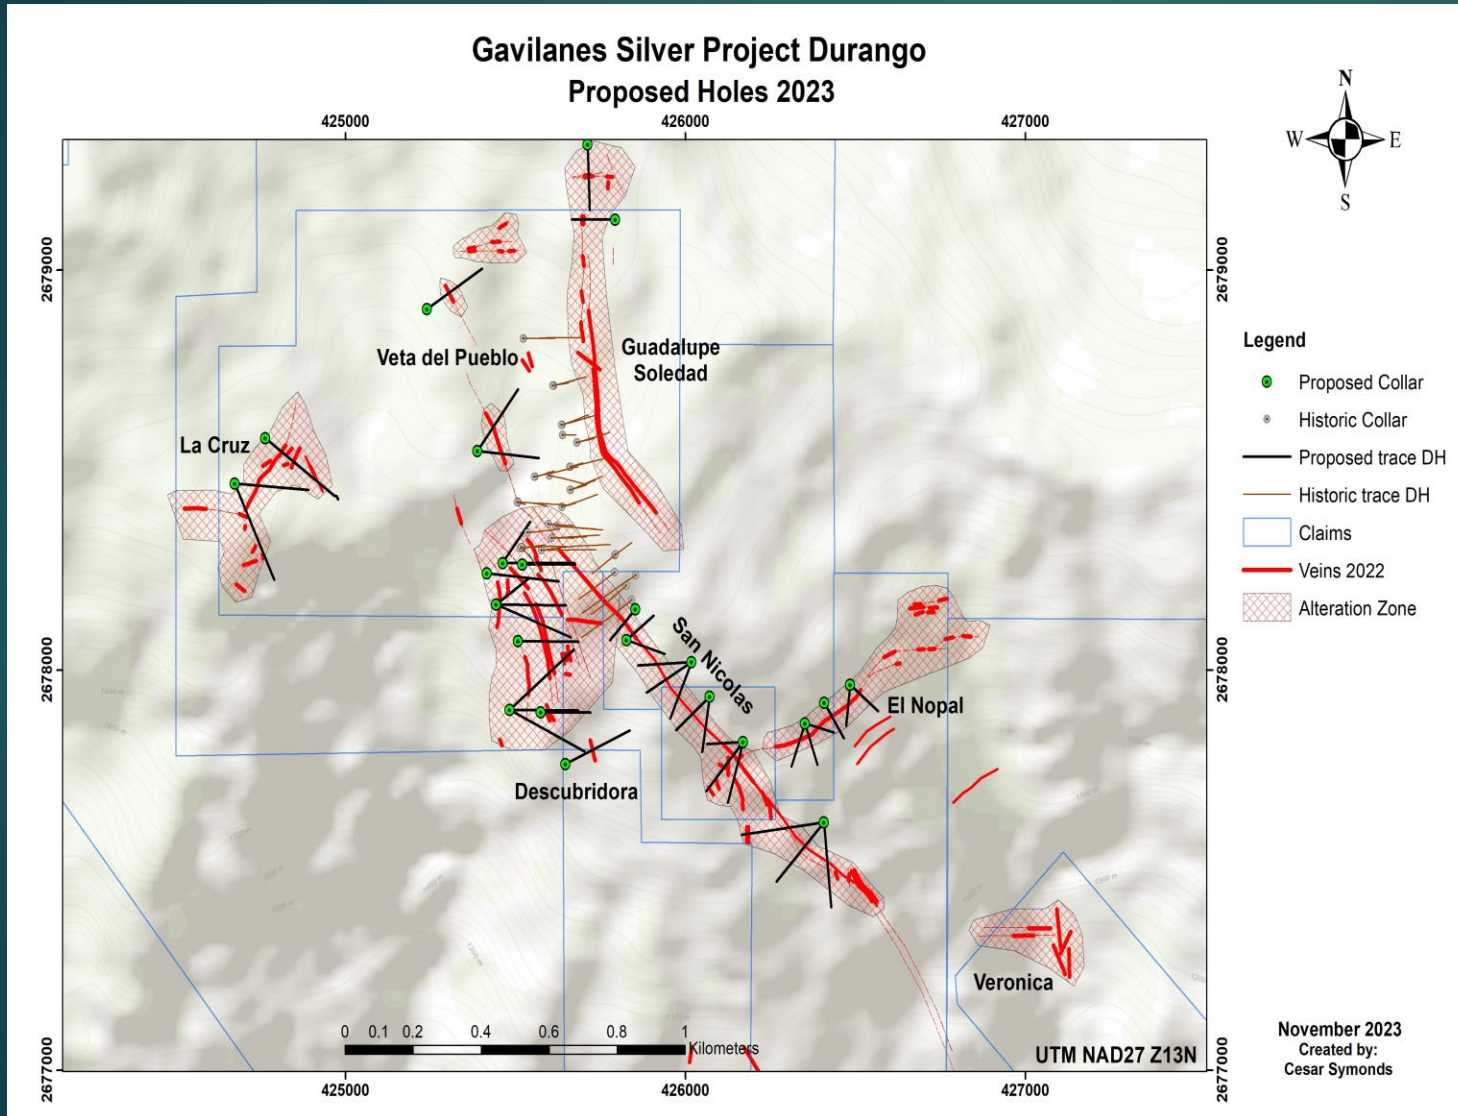 Gavilanes Silver Project Durango
Proposed Holes 2023
N
W
E
S
425000
426000
427000
2679000
2679000
Veta del Pueblo
Guadalupe
Soledad
La Cruz
San Nicolas
El Nopal
Descubridora
Veronica
2678000
2678000
Legend
Proposed Collar
Historic Collar
Proposed trace DH
Historic trace DH
Claims
Veins 2022
Alteration Zone
0 0.1 0.2 0.4 0.6 0.8 1
Kilometers
UTM NAD27 Z13N
2677000
2677000
425000
426000
427000
November 2023
Created by:
Cesar Symonds